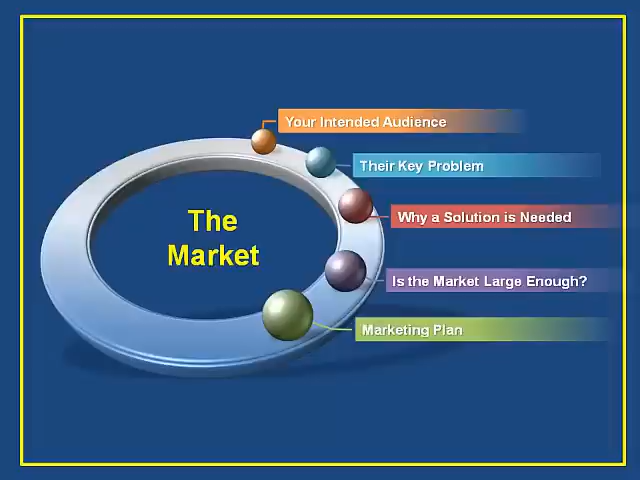 Your Intended Audience
Their Key Problem
Why a Solution is Needed
Is the Market Large Enough?
Marketing Plan
The
Market